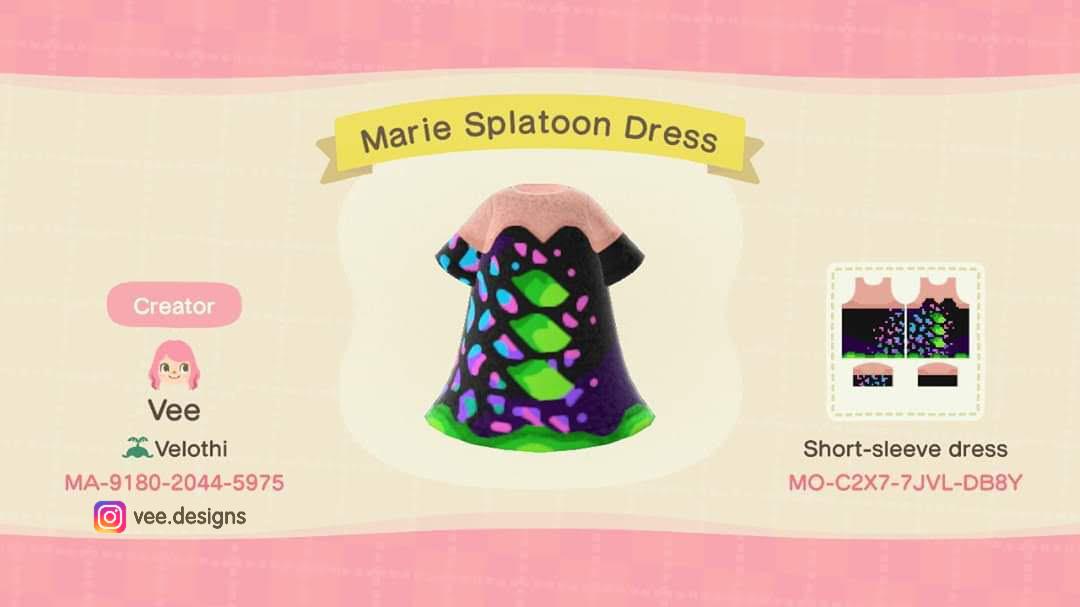 Marie Splatoon Dress
Creator
Vee
Velothi
MA-9180-2044-5975
vee.designs
Short-sleeve dress
MO-C2X7-7JVL-DB8Y